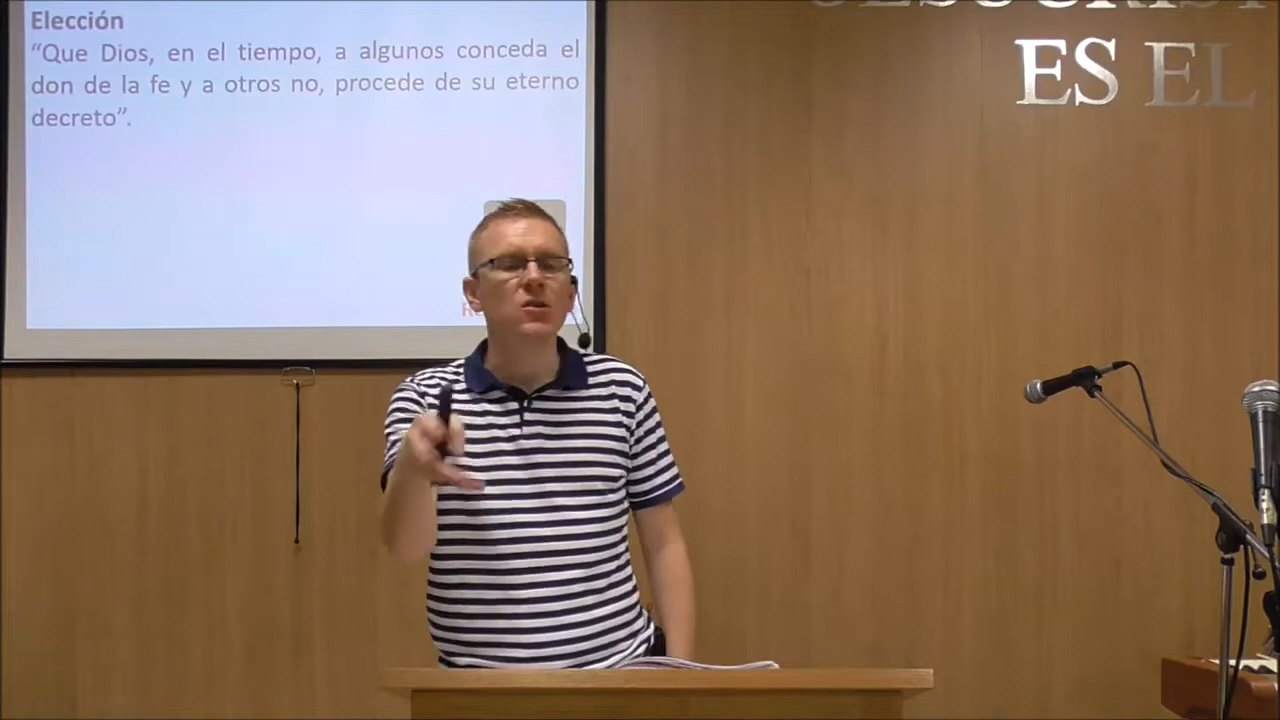 Elección
“Que Dios, en el tiempo, a algunos conceda el
don de la fe y a otros no, procede de su eterno
decreto”.
ES EL